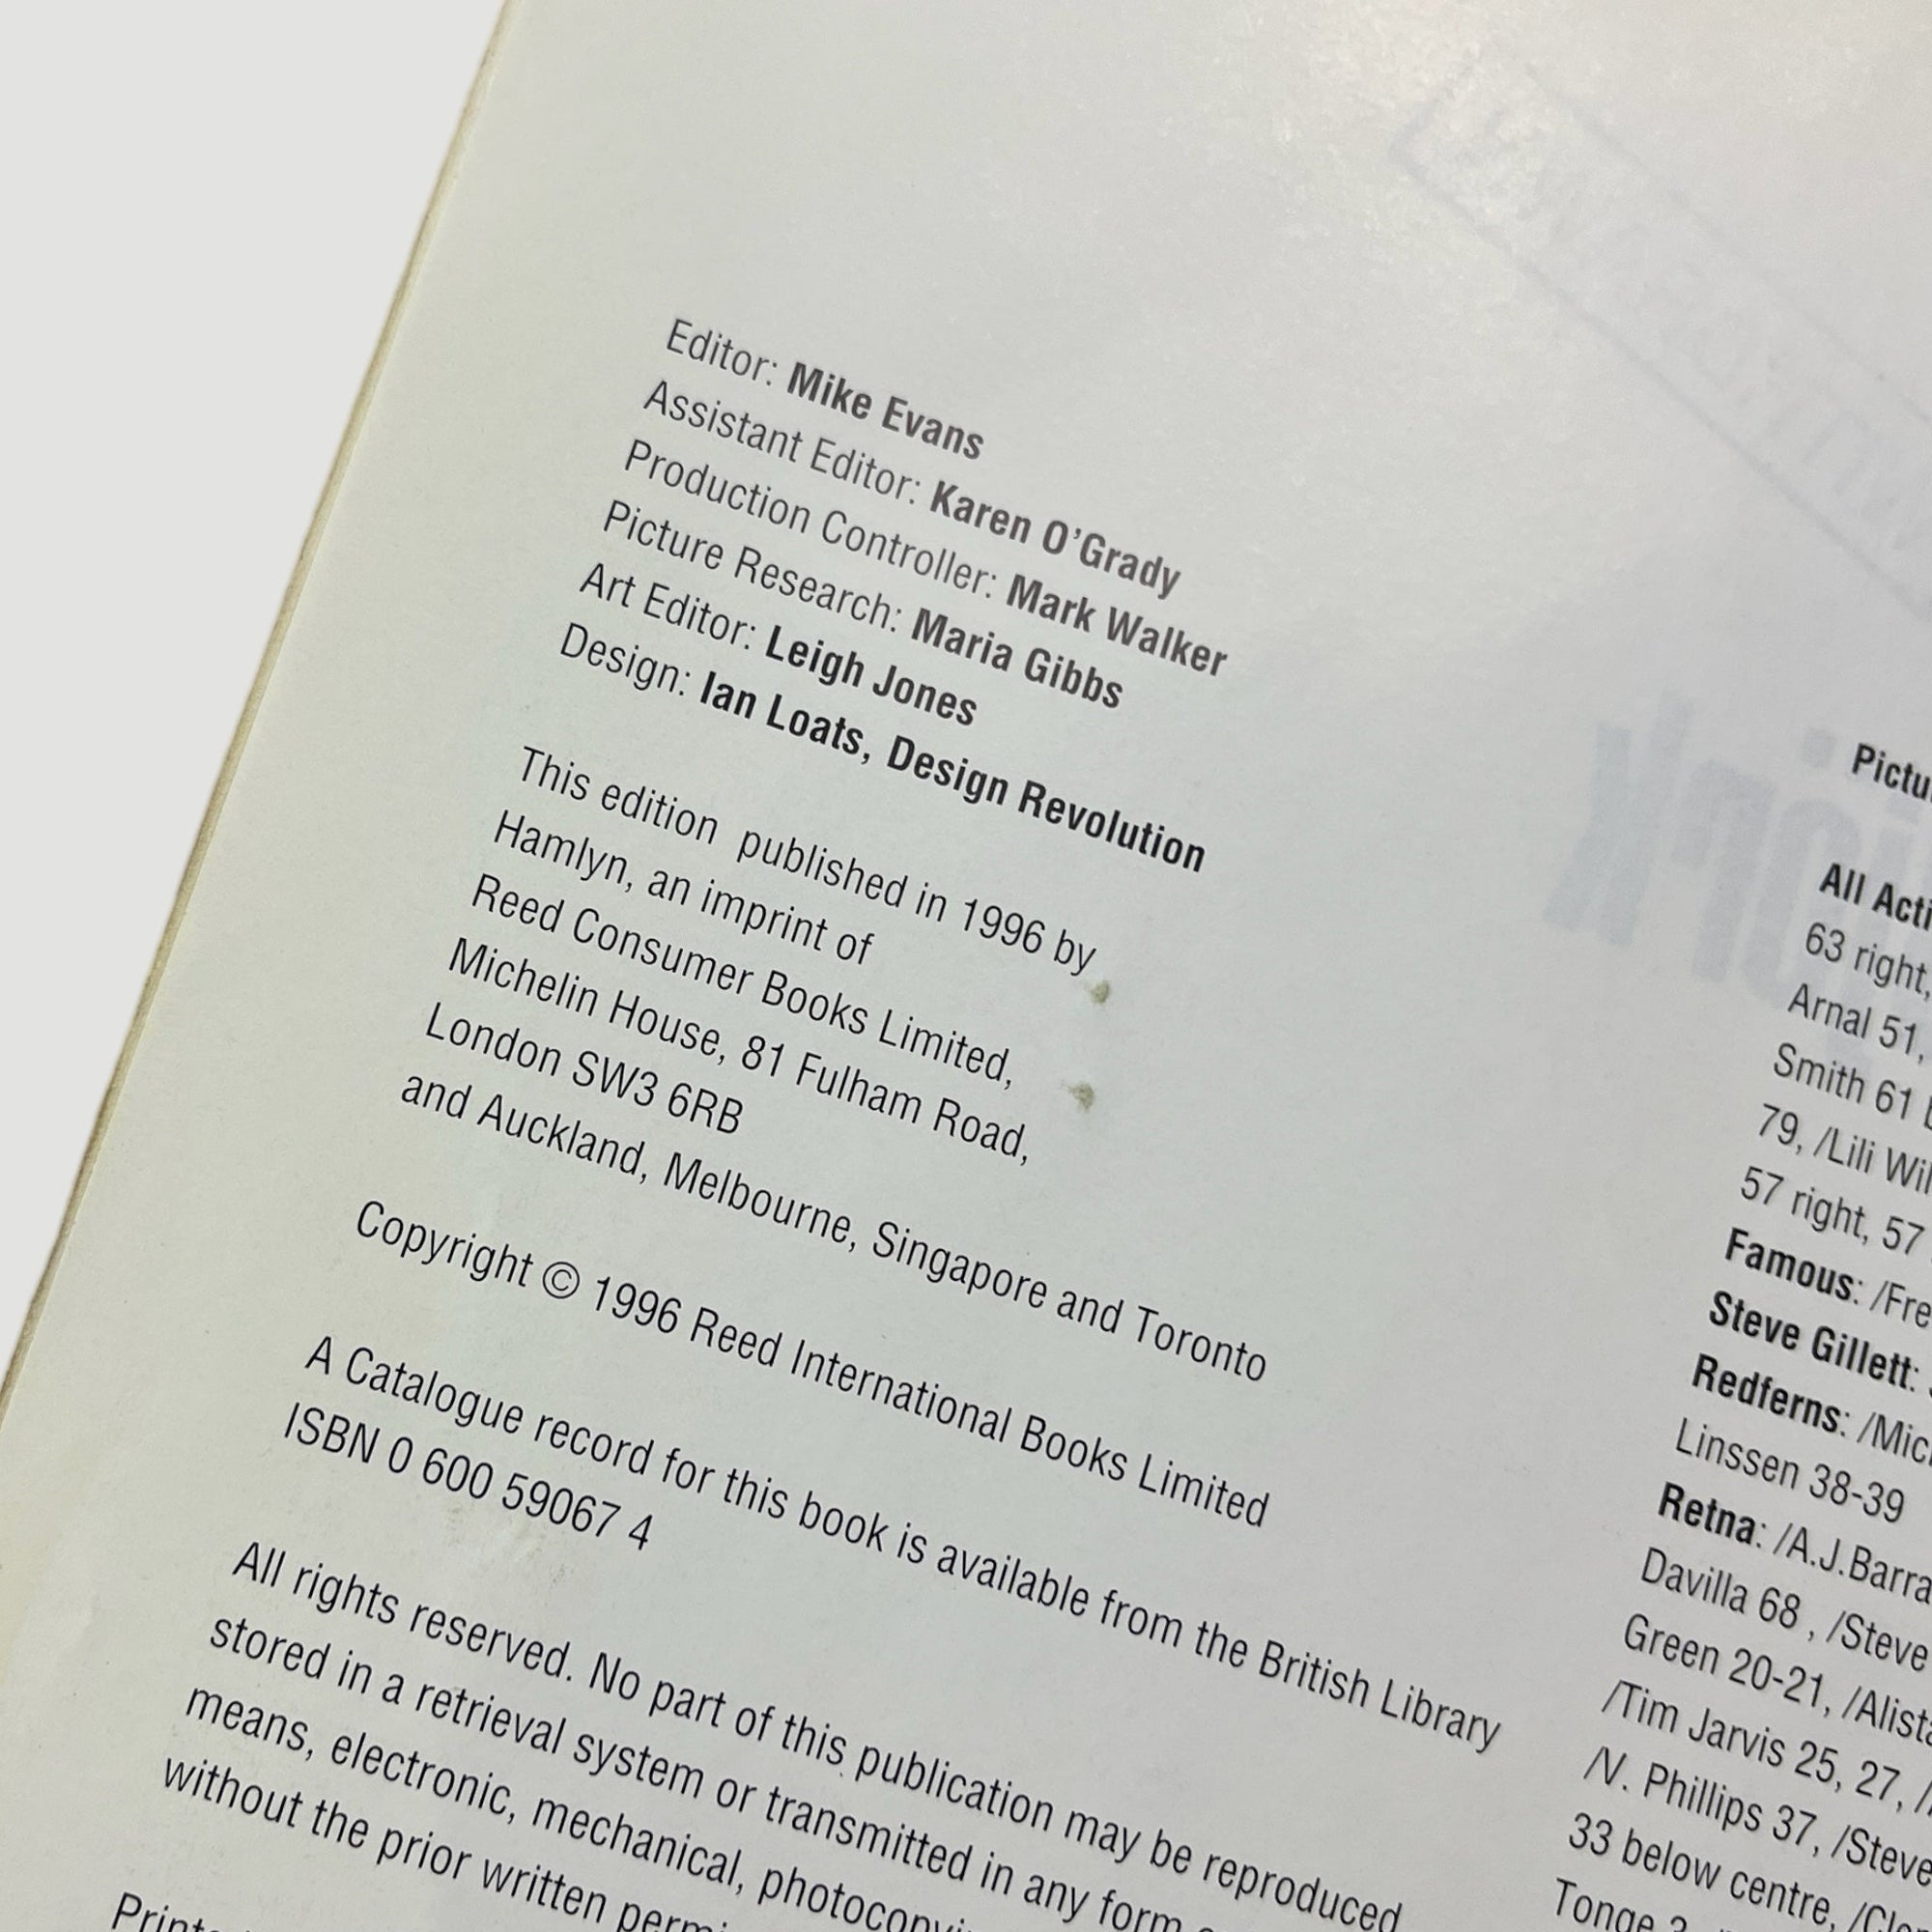 Editor: Mike Evans
Assistant Editor: Karen O'Grady
Production Controller: Mark Walker
Picture Research: Maria Gibbs
Art Editor: Leigh Jones
Design: Ian Loats, Design Revolution
This edition published in 1996 by
Hamlyn, an imprint of
Reed Consumer Books Limited,
Michelin House, 81 Fulham Road,
London SW3 6RB
and Auckland, Melbourne, Singapore and Toronto
Copyright © 1996 Reed International Books Limited
A Catalogue record for this book is available from the British Library
ISBN 0 600 59067 4
All rights reserved. No part of this publication may be reproduced
stored in a retrieval system or transmitted in any form
means, electronic, mechanical,
without the prior written
63 right,
Arnal 51,
Smith 61
79, /Lili
57 right, 57
Famous:
Steve Gillett:
Redferns:
Linssen 38-39
Retna:
Davilla 68 , /Steve
Green 20-21,
/Tim Jarvis 25, 27,
/V. Phillips 37, /Steve
33 below centre,
Tonge